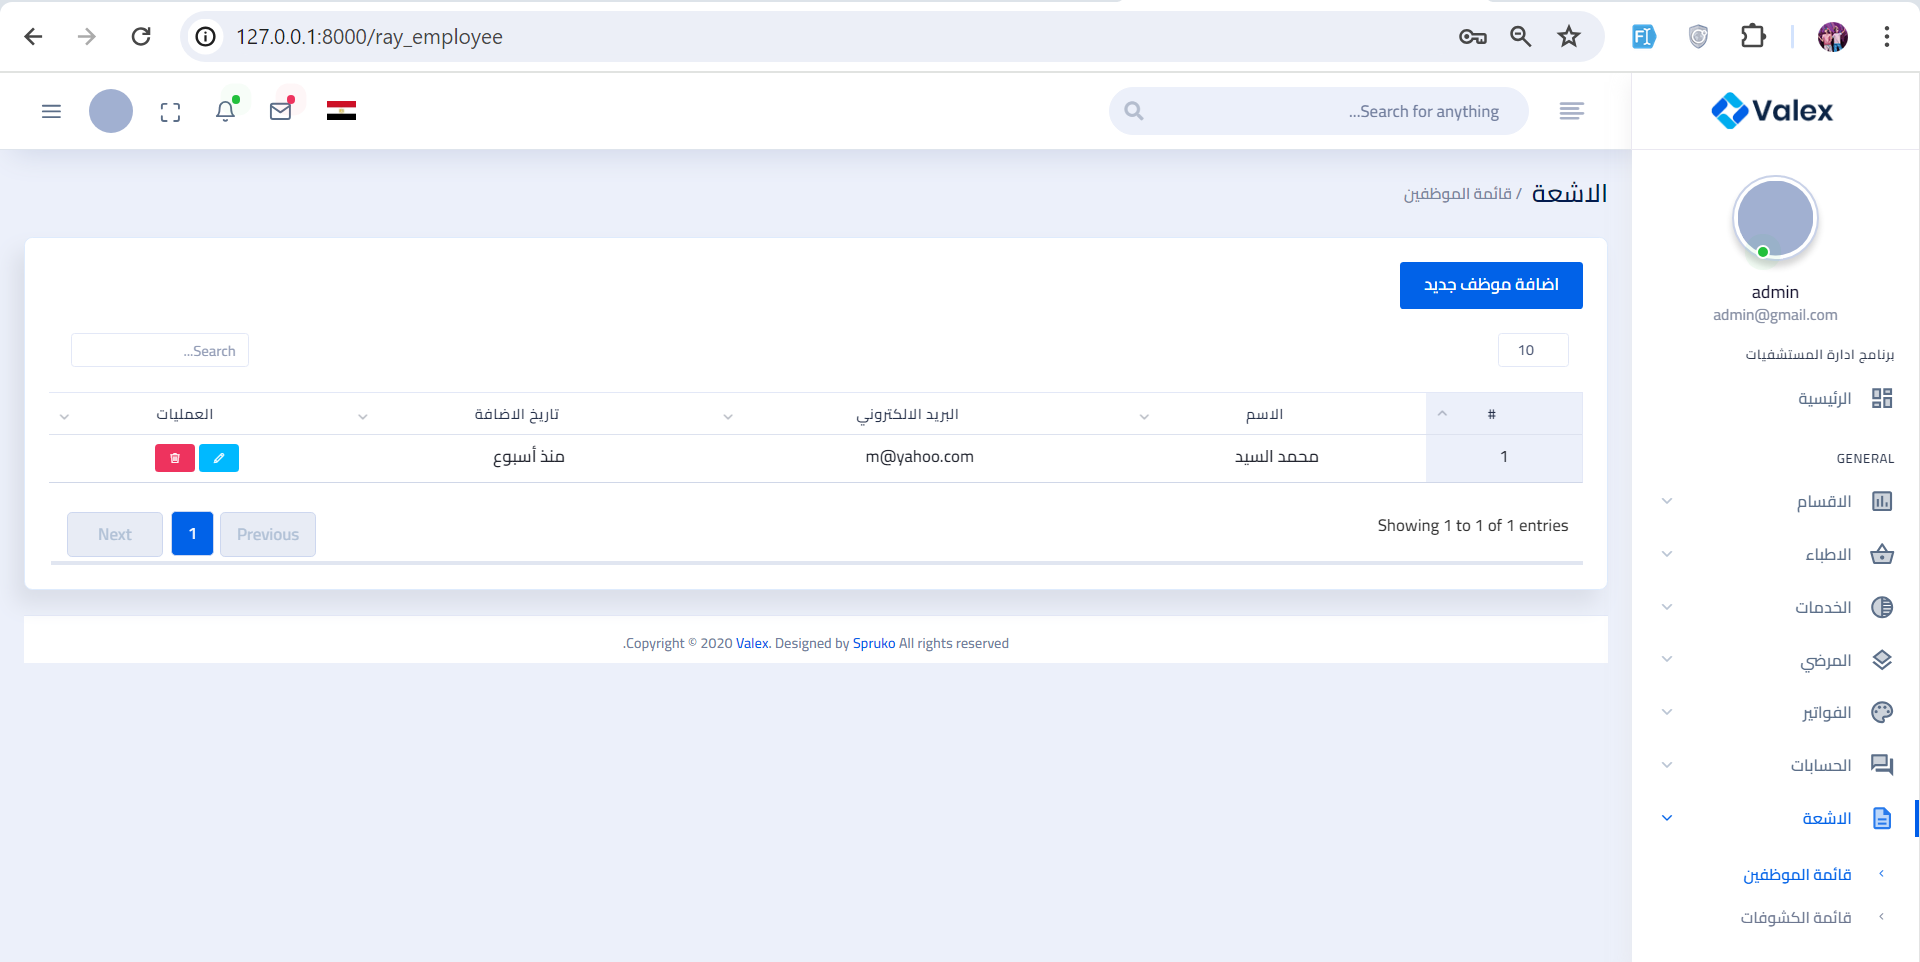 127.0.0.1:8000/ray_employee
Valex
Search for anything...
admin
admin@gmail.com
برنامج ادارة المستشفيات
الرئيسية
GENERAL
الاقسام
الاطباء
الخدمات
المرضي
الفواتير
الحسابات
الاشعة
قائمة الموظفين
قائمة الكشوفات
الاشعة / قائمة الموظفين
اضافة موظف جديد
10
Search...
# الاسم البريد الالكتروني تاريخ الاضافة العمليات
1 محمد السيد m@yahoo.com منذ أسبوع
Showing 1 to 1 of 1 entries
Previous 1 Next
Copyright © 2020 Valex. Designed by Spruko All rights reserved.